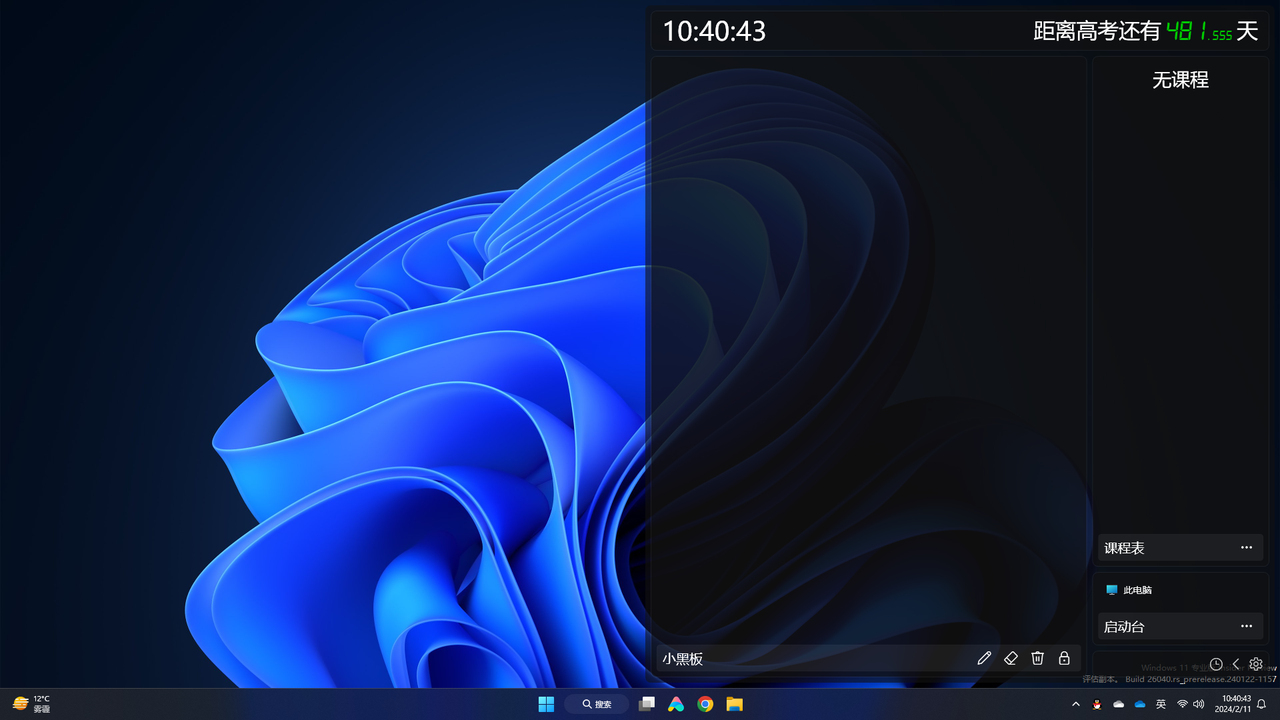 10:40:43
距离高考还有 481.555 天
无课程
课程表
此电脑
启动台
小黑板
Windows 11 专业
评估副本。 Build 26040.rs_prerelease.240122-1157
12°C
雾霾
搜索
英
10:40:43
2024/2/11